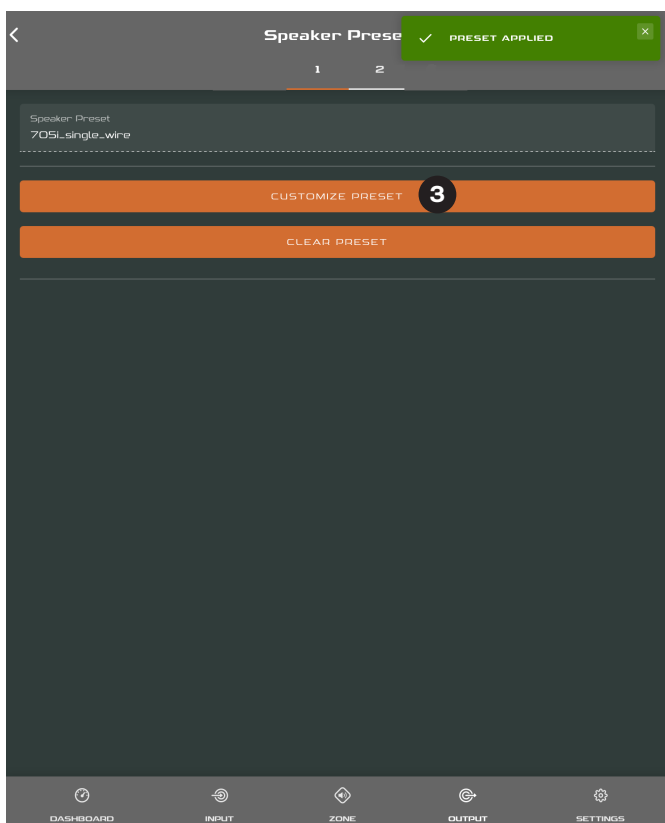 Speaker Prese
PRESET APPLIED
1 2
Speaker Preset
705i_single_wire
CUSTOMIZE PRESET 3
CLEAR PRESET
DASHBOARD INPUT ZONE OUTPUT SETTINGS